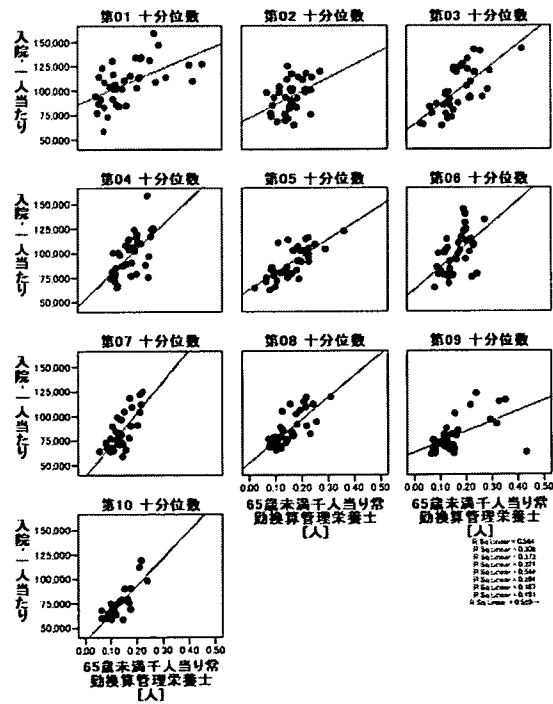 第01 十分位数
第02 十分位数
第03 十分位数
入院・一人当たり
150,000
125,000
100,000
75,000
50,000
第04 十分位数
第05 十分位数
第06 十分位数
入院・一人当たり
150,000
125,000
100,000
75,000
50,000
第07 十分位数
第08 十分位数
第09 十分位数
入院・一人当たり
150,000
125,000
100,000
75,000
50,000
0.00 0.10 0.20 0.30 0.40 0.50
0.00 0.10 0.20 0.30 0.40 0.50
65歳未満千人当り常
勤換算管理栄養士
[人]
65歳未満千人当り常
勤換算管理栄養士
[人]
第10 十分位数
入院・一人当たり
150,000
125,000
100,000
75,000
50,000
0.00 0.10 0.20 0.30 0.40 0.50
65歳未満千人当り常
勤換算管理栄養士
[人]